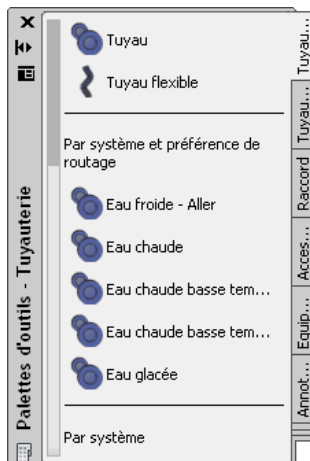 Tuyau
Tuyau flexible
Par système et préférence de
routage
Eau froide - Aller
Eau chaude
Eau chaude basse tem...
Eau chaude basse tem...
Eau glacée
Par système
Palettes d'outils - Tuyauterie
Tuyau...
Tuyau...
Raccord
Acces...
Equip...
Annot...